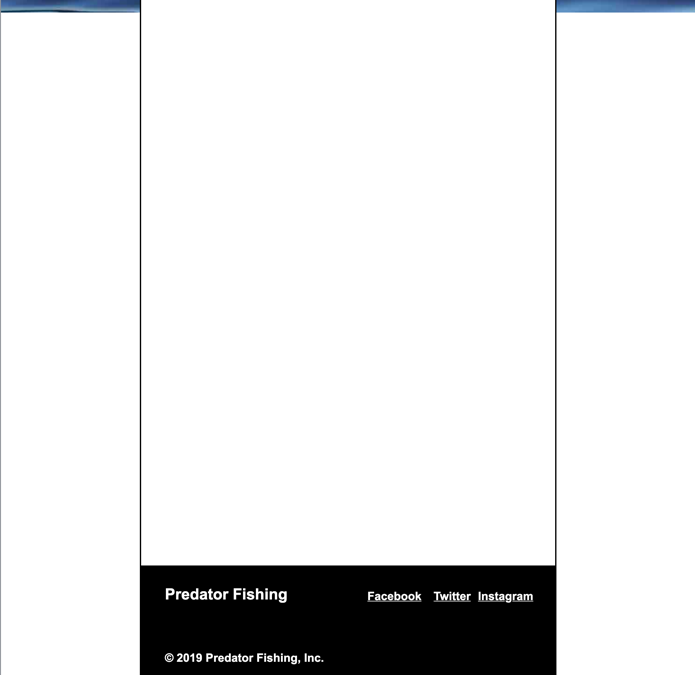 Predator Fishing
Facebook Twitter Instagram
© 2019 Predator Fishing, Inc.